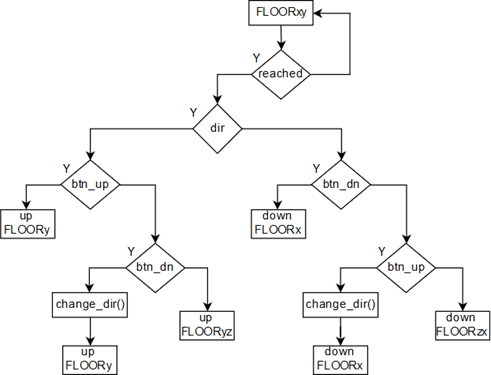 FLOORxy
Y
reached
Y
dir
Y
btn_up
Y
btn_dn
up
FLOORy
Y
btn_dn
down
FLOORx
Y
btn_up
change_dir()
up
FLOORyz
change_dir()
down
FLOORzx
up
FLOORy
down
FLOORx